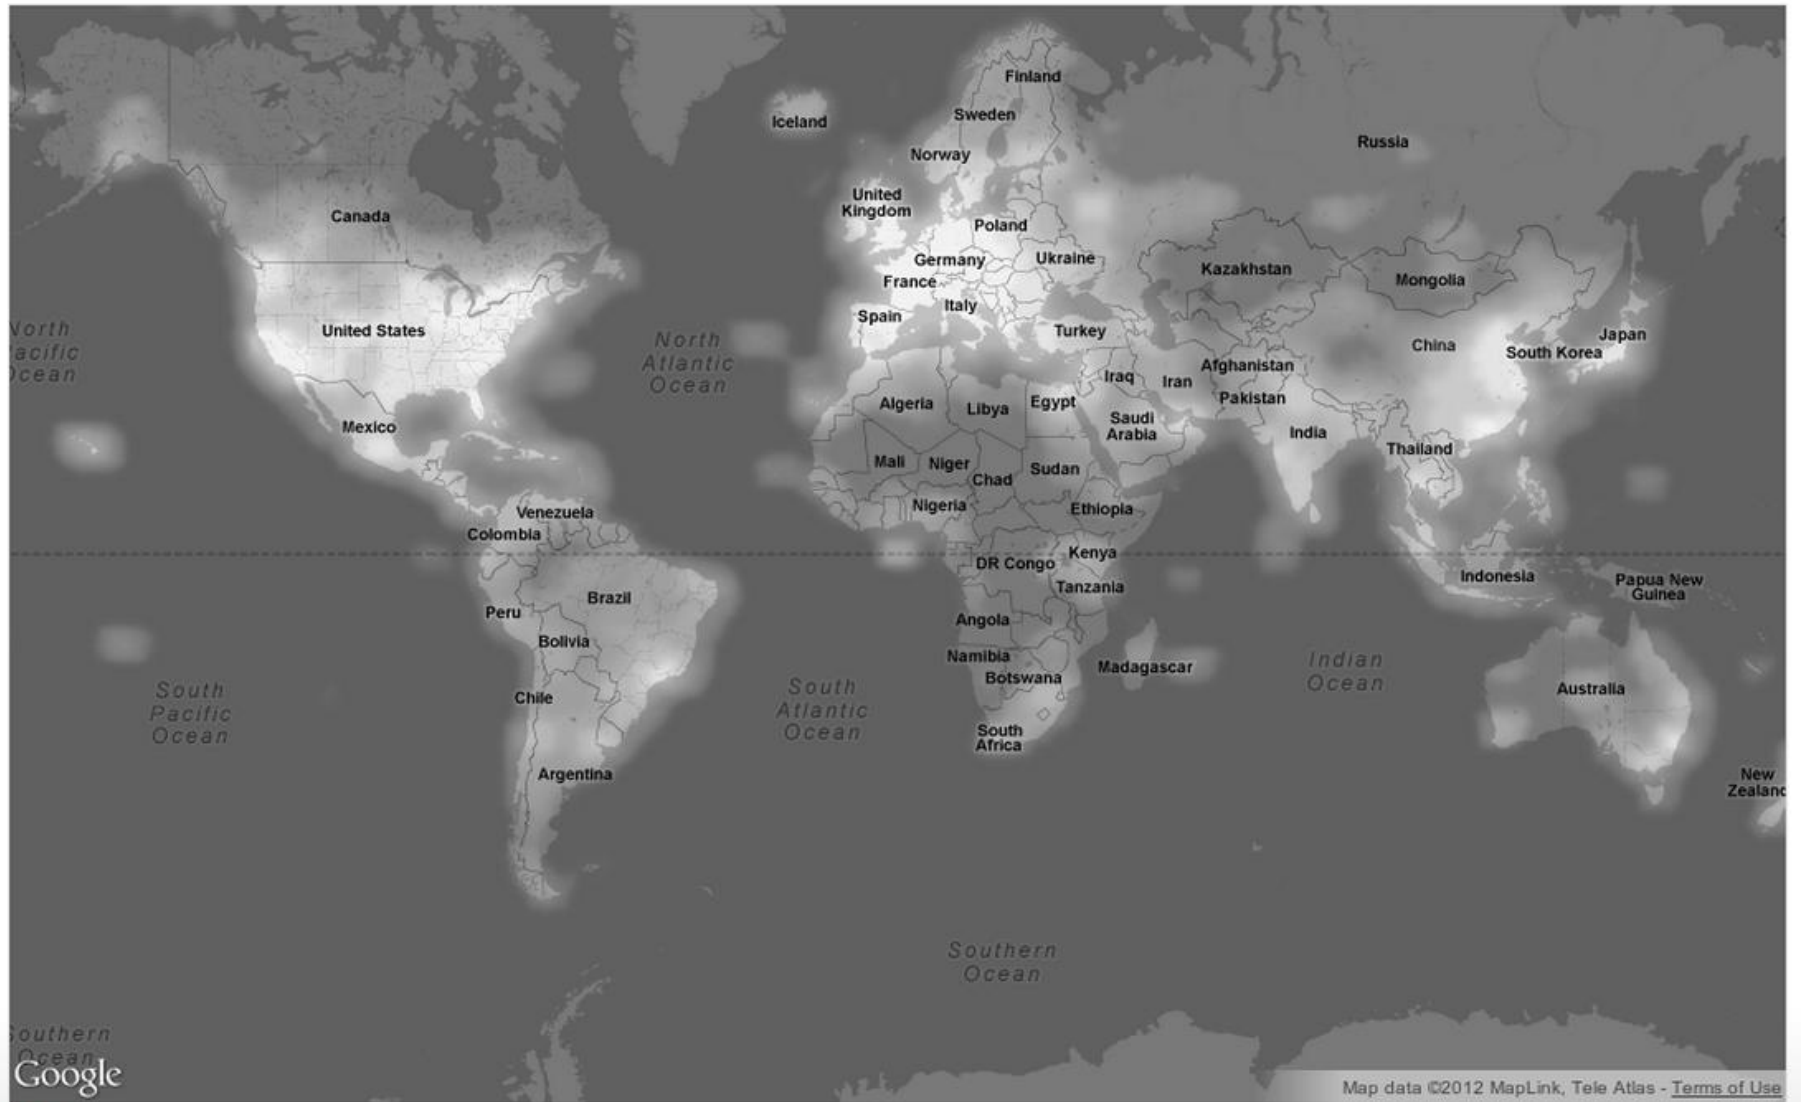 Finland
Sweden
Iceland
Russia
Norway
United
Kingdom
Canada
Poland
Germany
Ukraine
France
Kazakhstan
Mongolia
Italy
Spain
United States
Turkey
Japan
China
South Korea
North
Pacific
Ocean
North
Atlantic
Ocean
Afghanistan
Iraq
Iran
Pakistan
Algeria
Libya
Egypt
Saudi
Arabia
Mexico
India
Thailand
Mali
Niger
Chad
Sudan
Nigeria
Ethiopia
Venezuela
Colombia
DR Congo
Kenya
Tanzania
Indonesia
Papua New
Guinea
Brazil
Peru
Bolivia
Angola
Namibia
Botswana
Madagascar
Indian
Ocean
Australia
Chile
South
Pacific
Ocean
South
Atlantic
Ocean
South
Africa
Argentina
New
Zealand
Southern
Ocean
Southern
Ocean
Google
Map data ©2012 MapLink, Tele Atlas - Terms of Use